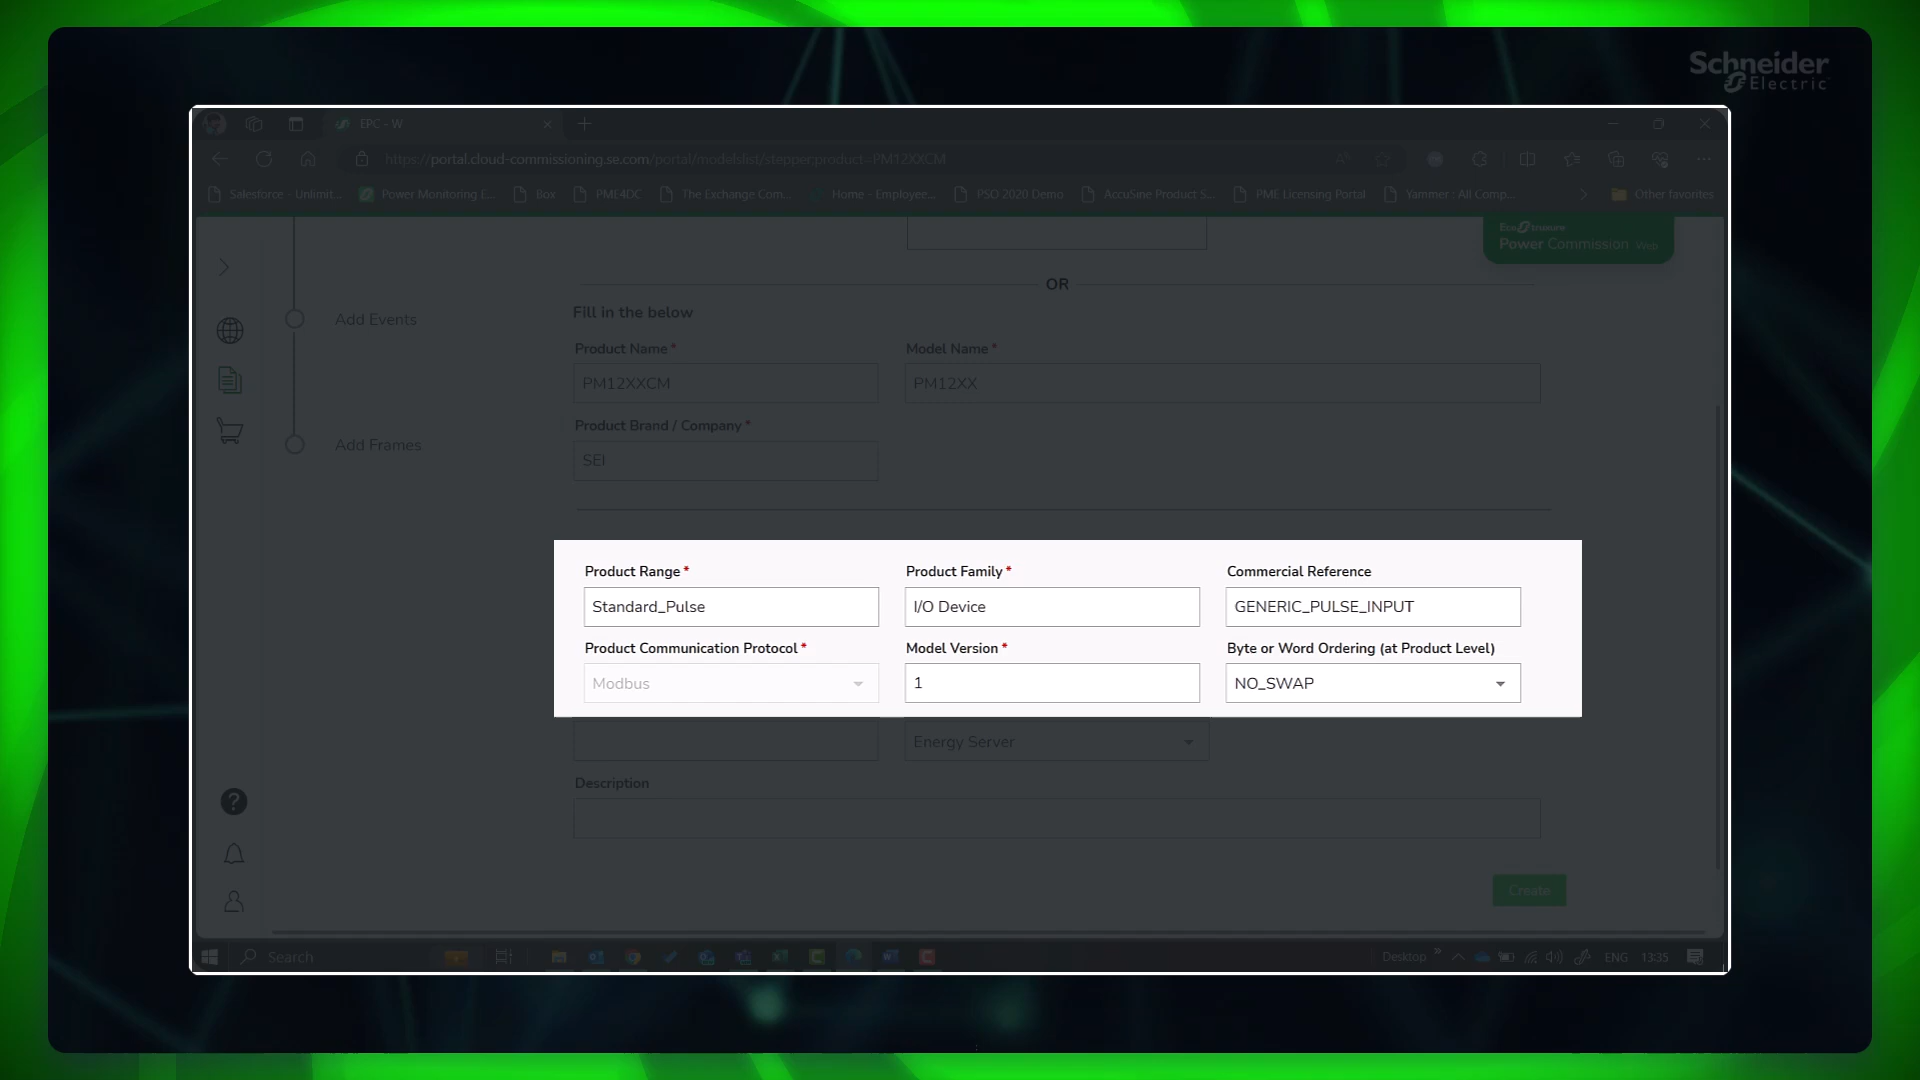 Schneider
Electric
EPC - W
https://portal.cloud-commissioning.se.com/portal/modelslist/stepper;product=PM12XXCM
Salesforce - Unlimit...
Power Monitoring E...
Box
PME4DC
The Exchange Com...
Home - Employee...
PSO 2020 Demo
AccuSine Product S...
PME Licensing Portal
Yammer : All Comp...
Other favorites
EcoStruxure
Power Commission Web
OR
Add Events
Fill in the below
Product Name *
Model Name *
PM12XXCM
PM12XX
Product Brand / Company *
Add Frames
SEI
Product Range *
Product Family *
Commercial Reference
Standard_Pulse
I/O Device
GENERIC_PULSE_INPUT
Product Communication Protocol *
Model Version *
Byte or Word Ordering (at Product Level)
Modbus
1
NO_SWAP
Energy Server
Description
Create
Search
Desktop
ENG
13:35